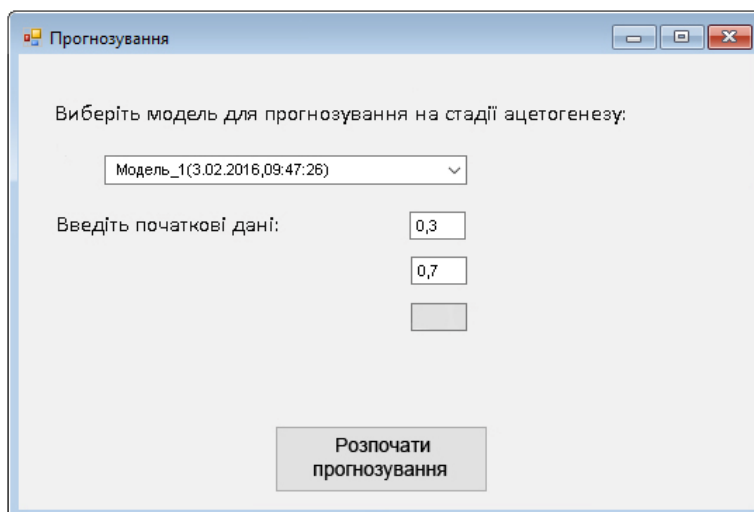 Прогнозування
Виберіть модель для прогнозування на стадії ацетогенезу:
Модель_1(3.02.2016,09:47:26)
Введіть початкові дані:
0,3
0,7
Розпочати
прогнозування